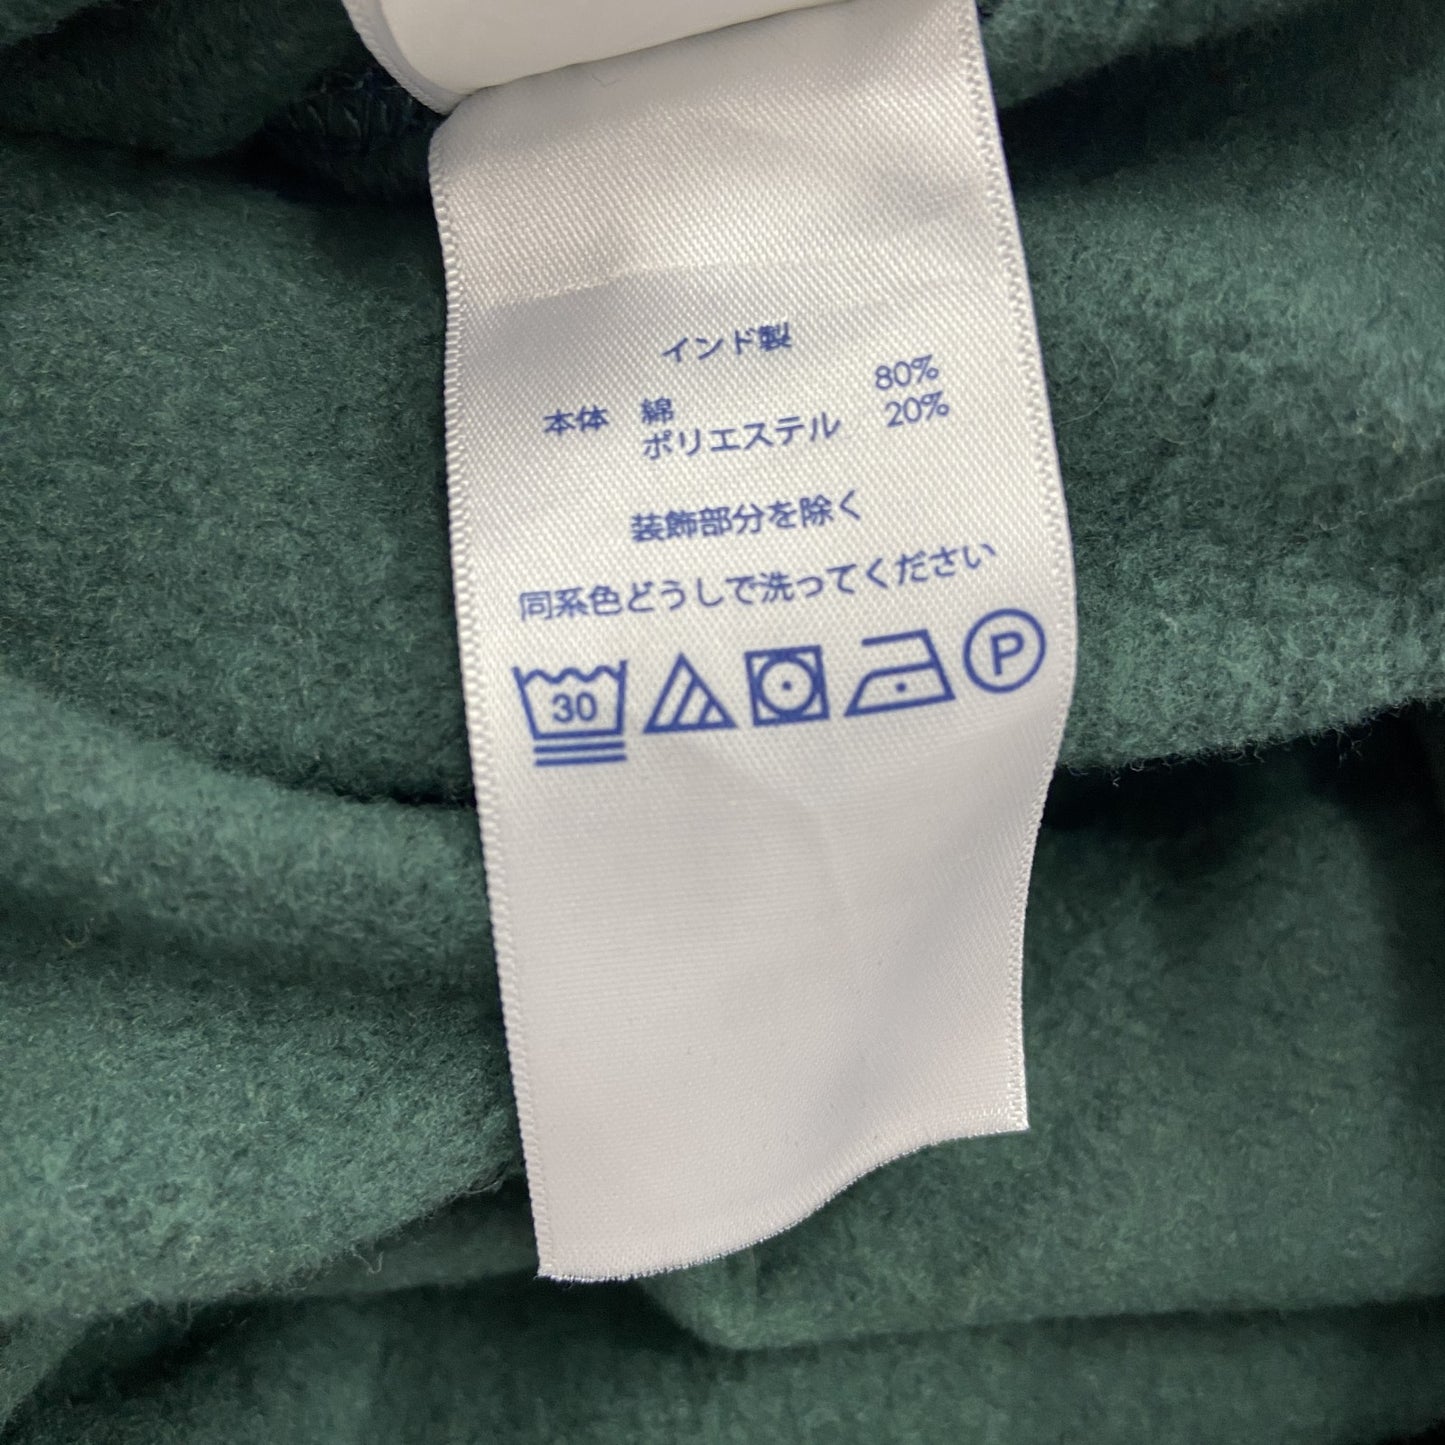 インド製
本体 綿 80%
ポリエステル 20%
装飾部分を除く
同系色どうしで洗ってください
30 P